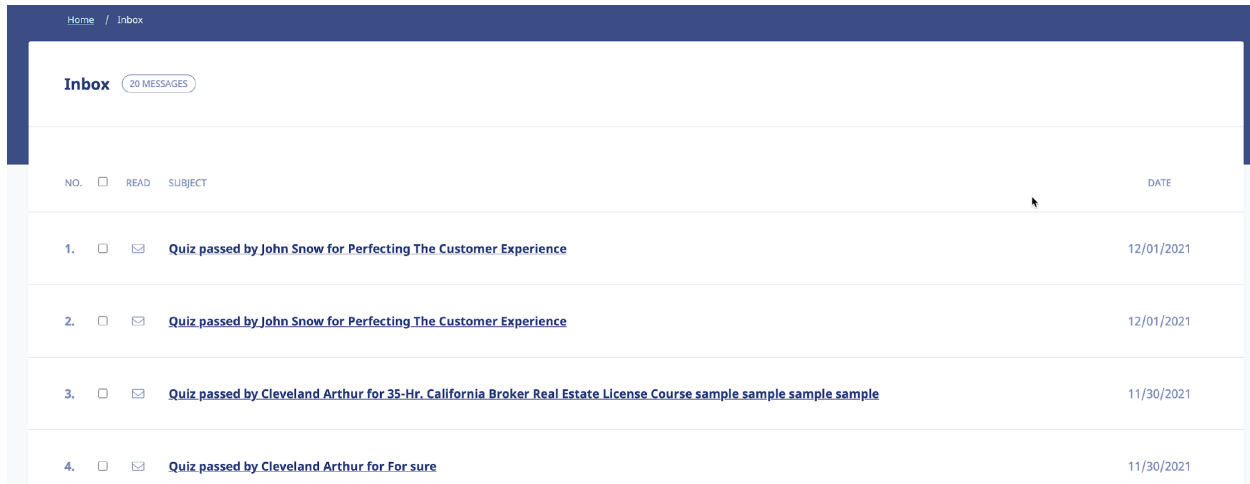 Home / Inbox
Inbox 20 MESSAGES
NO. READ SUBJECT DATE
1. Quiz passed by John Snow for Perfecting The Customer Experience 12/01/2021
2. Quiz passed by John Snow for Perfecting The Customer Experience 12/01/2021
3. Quiz passed by Cleveland Arthur for 35-Hr. California Broker Real Estate License Course sample sample sample sample 11/30/2021
4. Quiz passed by Cleveland Arthur for For sure 11/30/2021